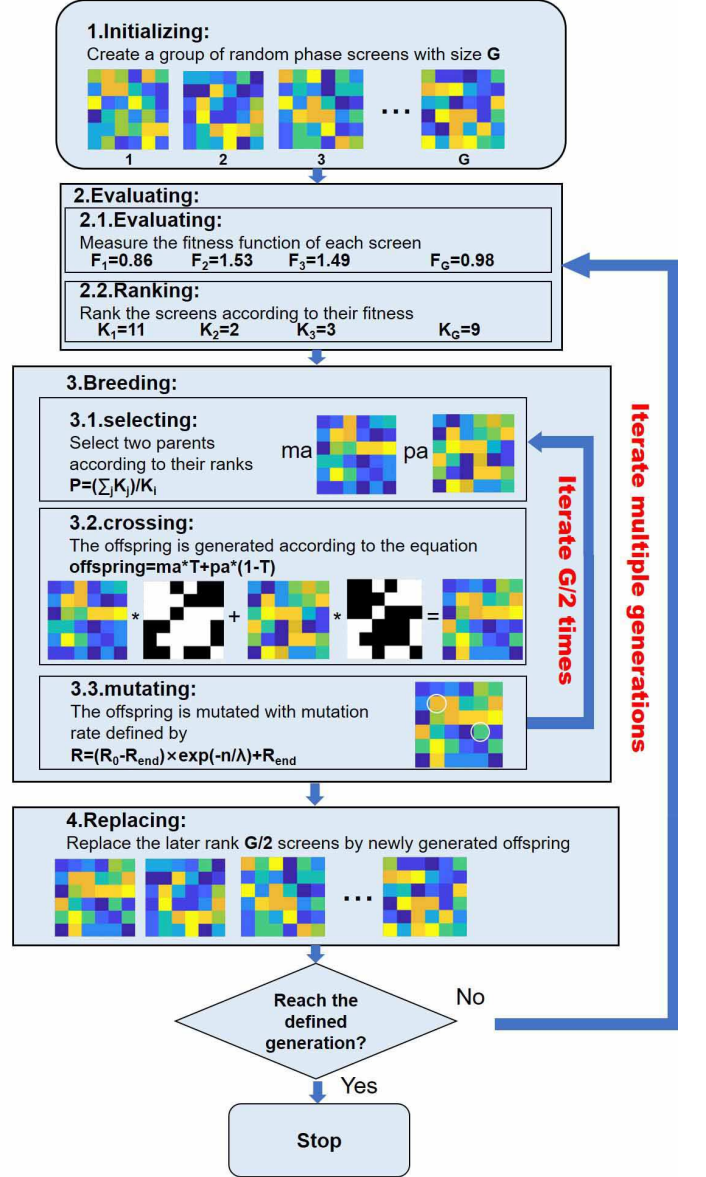 1.Initializing:
Create a group of random phase screens with size G
...
1 2 3 G
2.Evaluating:
2.1.Evaluating:
Measure the fitness function of each screen
F₁=0.86 F₂=1.53 F₃=1.49 F_G=0.98
2.2.Ranking:
Rank the screens according to their fitness
K₁=11 K₂=2 K₃=3 K_G=9
3.Breeding:
3.1.selecting:
Select two parents
according to their ranks
P=(∑ⱼKⱼ)/Kᵢ
ma pa
3.2.crossing:
The offspring is generated according to the equation
offspring=ma*T+pa*(1-T)
* + * =
3.3.mutating:
The offspring is mutated with mutation
rate defined by
R=(R₀-R_end)×exp(-n/λ)+R_end
Iterate G/2 times
Iterate multiple generations
4.Replacing:
Replace the later rank G/2 screens by newly generated offspring
...
Reach the
defined
generation?
No
Yes
Stop